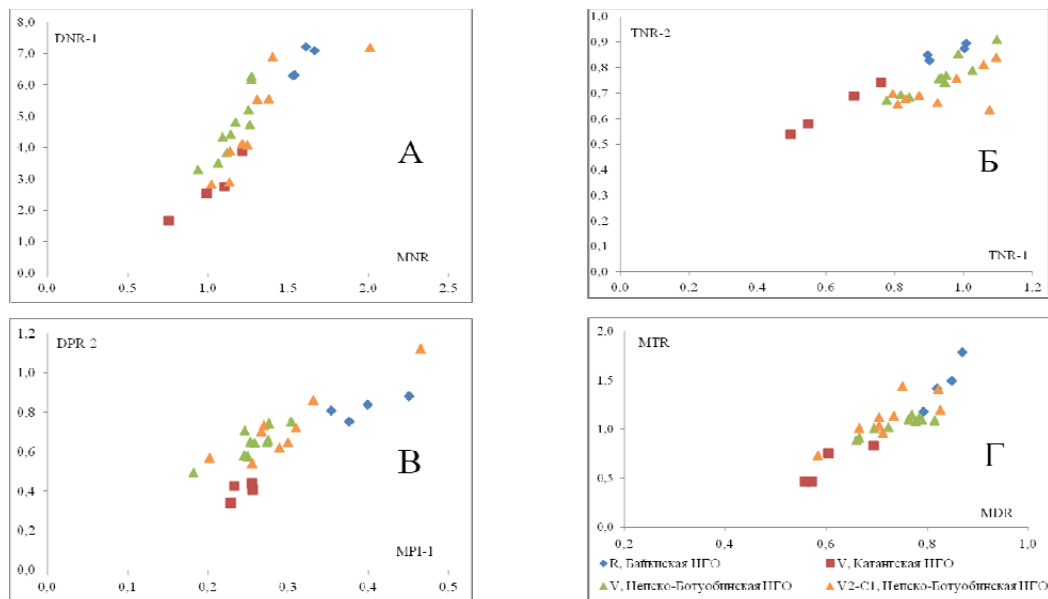 DNR-1
8,0
7,0
6,0
5,0
4,0
3,0
2,0
1,0
0,0
А
MNR
0.0 0.5 1.0 1.5 2.0 2.5
TNR-2
1,0
0,9
0,8
0,7
0,6
0,5
0,4
0,3
0,2
0,1
0,0
Б
TNR-1
0.0 0.2 0.4 0.6 0.8 1.0 1.2
DPR 2
1.2
1,0
0,8
0,6
0,4
0,2
0,0
В
MPI-1
0,0 0,1 0,2 0,3 0,4 0,5
MTR
2,0
1,5
1,0
0,5
0,0
Г
MDR
0,2 0,4 0,6 0,8 1,0
R, Байкисская НГО V, Катангская НГО
V, Непско-Ботуобинская НГО V2-C1, Непско-Ботуобинская НГО